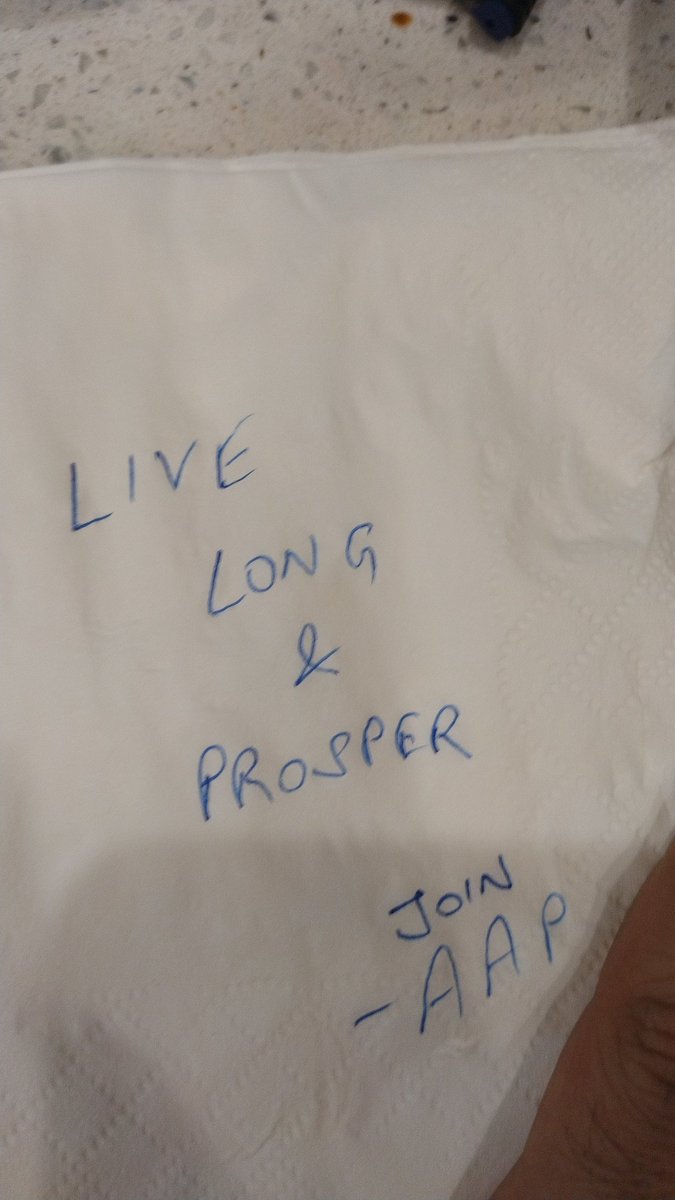 LIVE
LONG
&
PROSPER
JOIN
-AAP